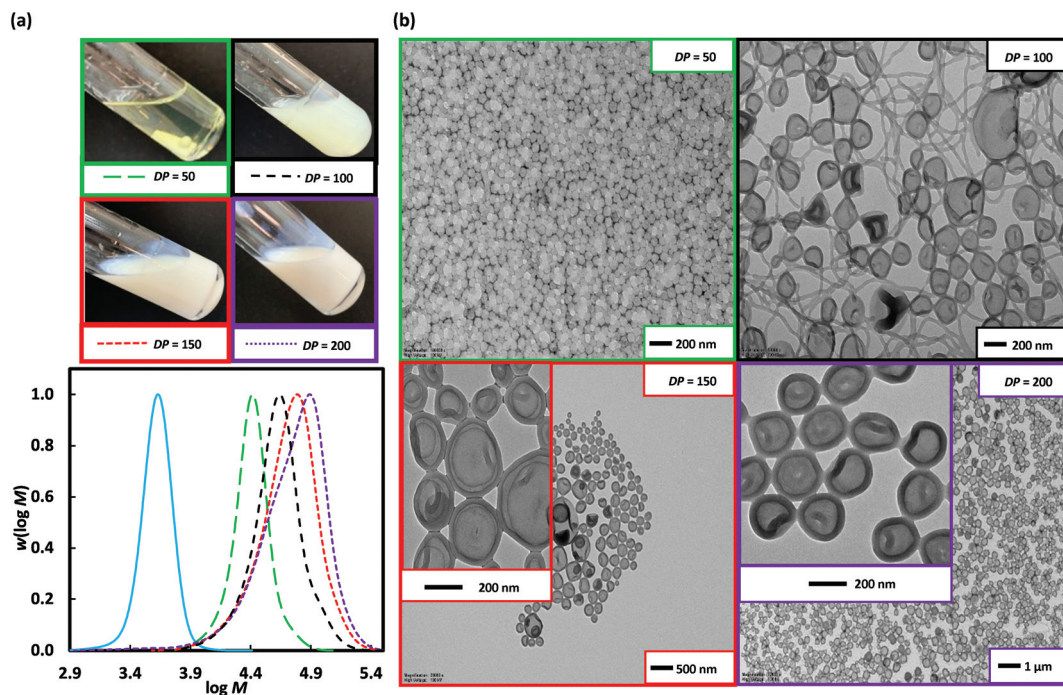 (a)
DP = 50
DP = 100
DP = 150
DP = 200
w(log M)
1.0
0.8
0.6
0.4
0.2
0.0
2.9 3.4 3.9 4.4 4.9 5.4
log M
(b)
DP = 50
200 nm
DP = 100
200 nm
DP = 150
200 nm
500 nm
DP = 200
200 nm
1 μm